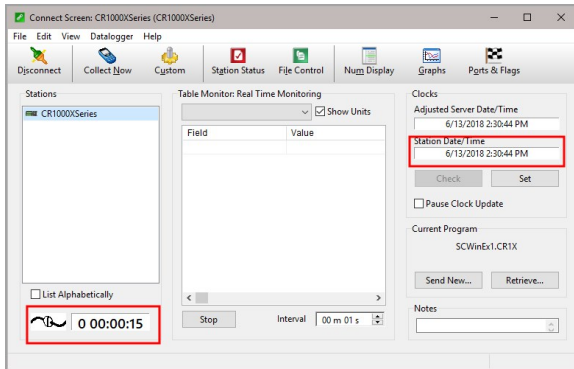 Connect Screen: CR1000XSeries (CR1000XSeries)
File Edit View Datalogger Help
Disconnect Collect Now Custom Station Status File Control Num Display Graphs Ports & Flags
Stations
CR1000XSeries
List Alphabetically
0 00:00:15
Table Monitor: Real Time Monitoring
Show Units
Field Value
Stop Interval 00 m 01 s
Clocks
Adjusted Server Date/Time
6/13/2018 2:30:44 PM
Station Date/Time
6/13/2018 2:30:44 PM
Check Set
Pause Clock Update
Current Program
SCWinEx1.CR1X
Send New... Retrieve...
Notes